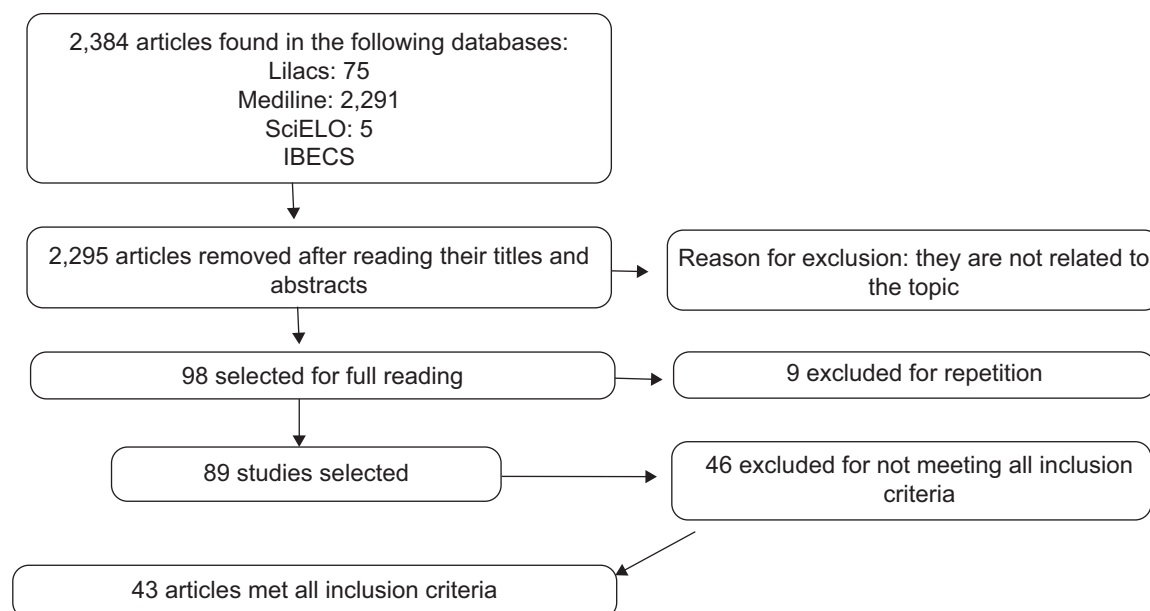 2,384 articles found in the following databases:
Lilacs: 75
Mediline: 2,291
SciELO: 5
IBECS
2,295 articles removed after reading their titles and
abstracts
Reason for exclusion: they are not related to
the topic
98 selected for full reading
9 excluded for repetition
89 studies selected
46 excluded for not meeting all inclusion
criteria
43 articles met all inclusion criteria